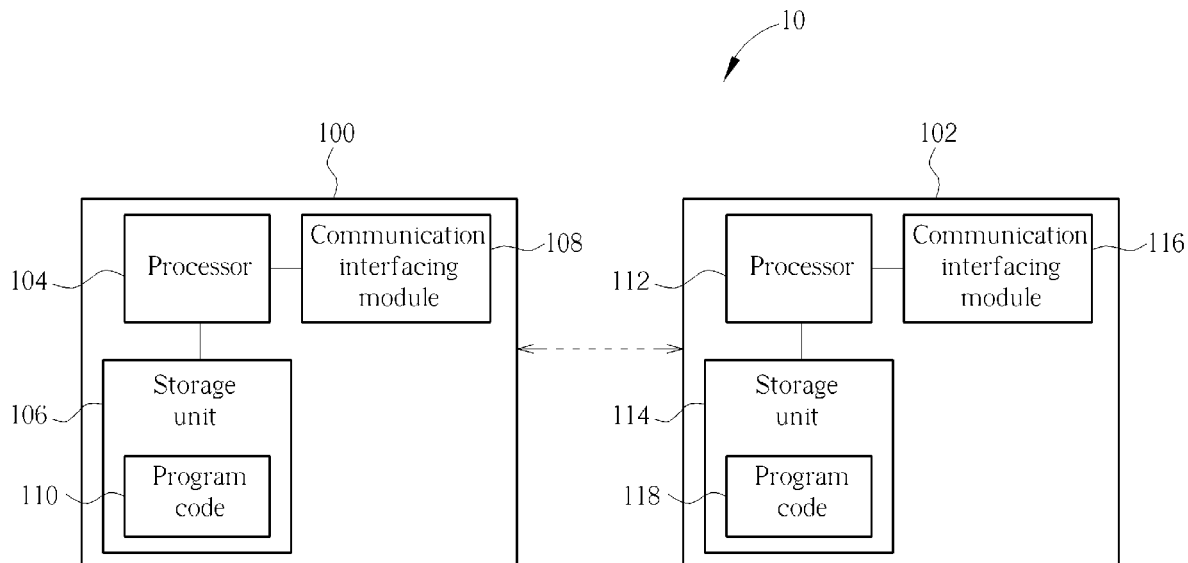 10
100
102
Processor
Communication
interfacing
module
108
104
Storage
unit
106
Program
code
110
Processor
Communication
interfacing
module
116
112
Storage
unit
114
Program
code
118